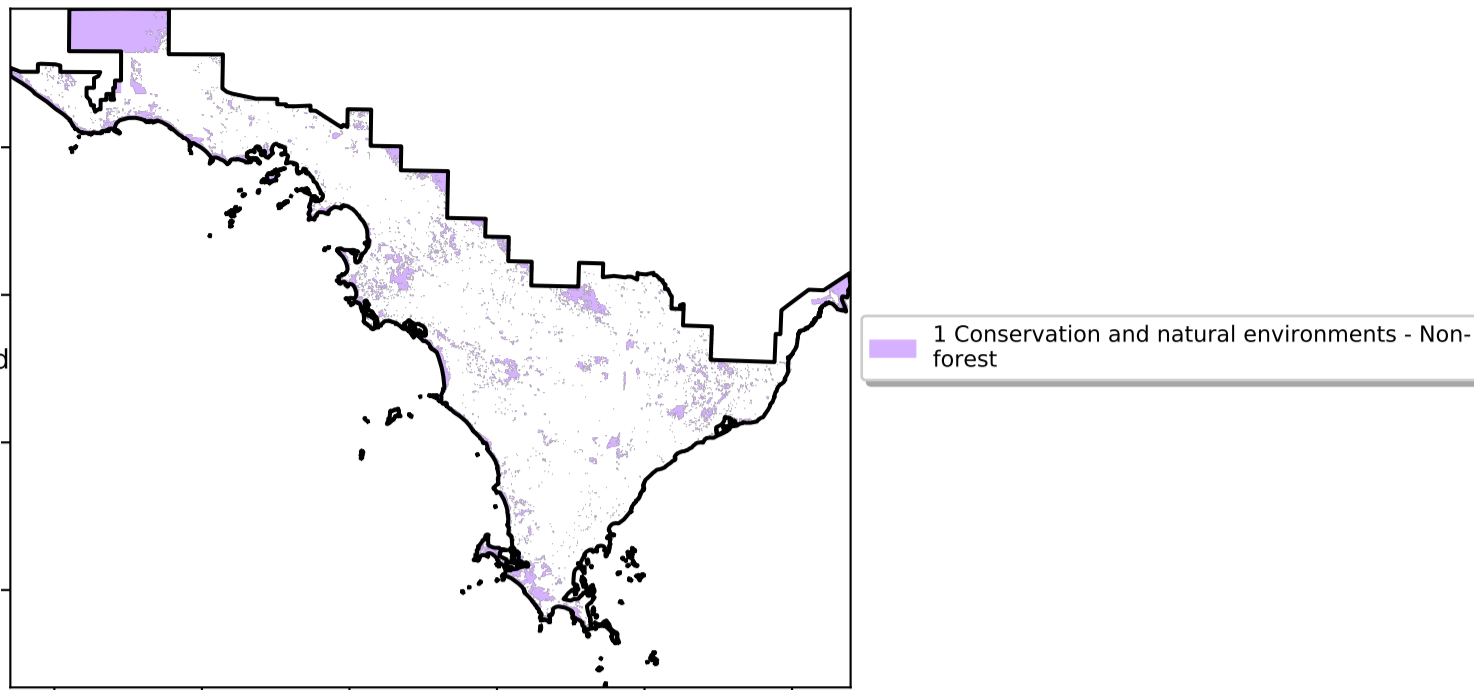 d
1 Conservation and natural environments - Non-
forest